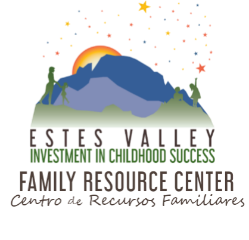 ESTES VALLEY
INVESTMENT IN CHILDHOOD SUCCESS
FAMILY RESOURCE CENTER
Centro de Recursos Familiares